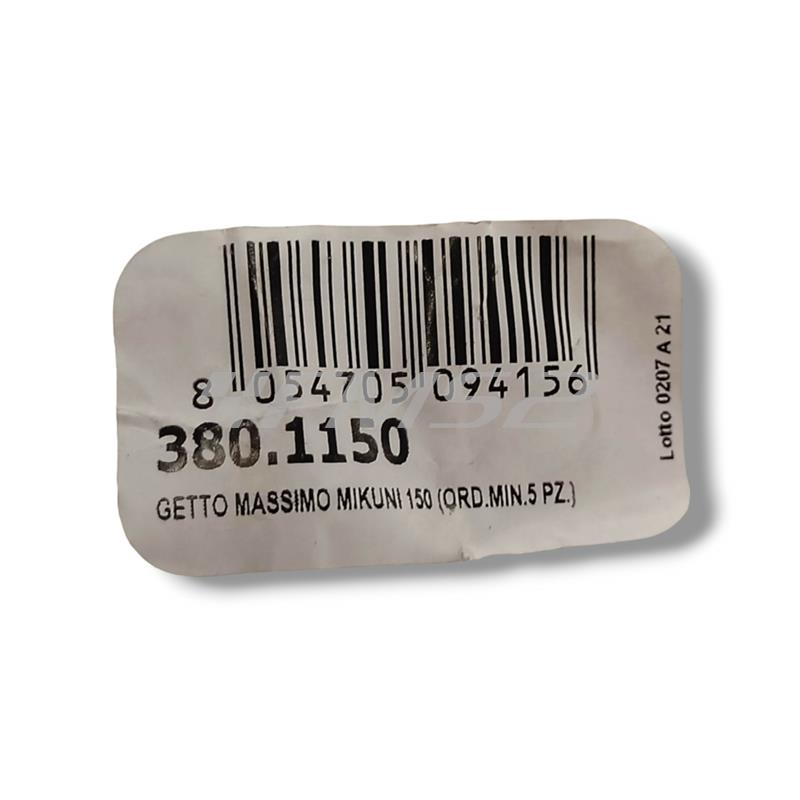 8 054705 094156
380.1150
GETTO MASSIMO MIKUNI 150 (ORD.MIN.5 PZ.)
Lotto 0207 A 21